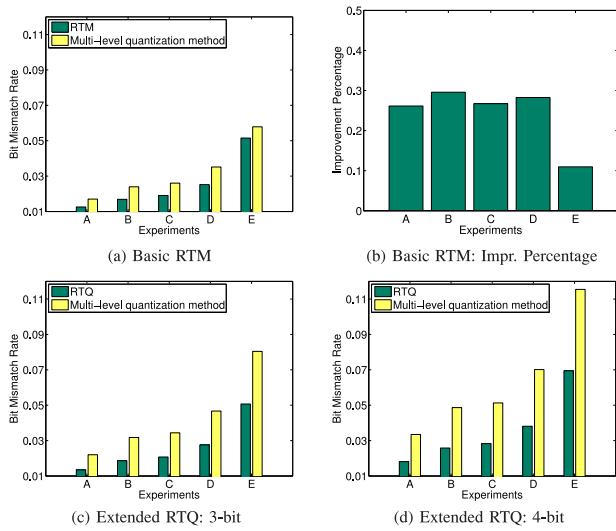 RTM
Multi−level quantization method
Bit Mismatch Rate
0.11
0.09
0.07
0.05
0.03
0.01
A B C D E
Experiments
(a) Basic RTM
Improvement Percentage
0.5
0.4
0.3
0.2
0.1
0
A B C D E
Experiments
(b) Basic RTM: Impr. Percentage
RTQ
Multi−level quantization method
Bit Mismatch Rate
0.11
0.09
0.07
0.05
0.03
0.01
A B C D E
Experiments
(c) Extended RTQ: 3-bit
RTQ
Multi−level quantization method
Bit Mismatch Rate
0.11
0.09
0.07
0.05
0.03
0.01
A B C D E
Experiments
(d) Extended RTQ: 4-bit